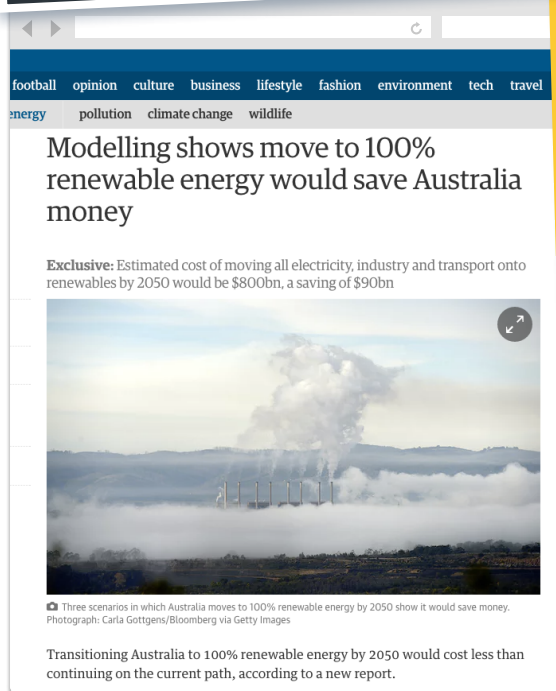 football opinion culture business lifestyle fashion environment tech travel
energy pollution climate change wildlife
Modelling shows move to 100%
renewable energy would save Australia
money
Exclusive: Estimated cost of moving all electricity, industry and transport onto
renewables by 2050 would be $800bn, a saving of $90bn
Three scenarios in which Australia moves to 100% renewable energy by 2050 show it would save money.
Photograph: Carla Gottgens/Bloomberg via Getty Images
Transitioning Australia to 100% renewable energy by 2050 would cost less than
continuing on the current path, according to a new report.